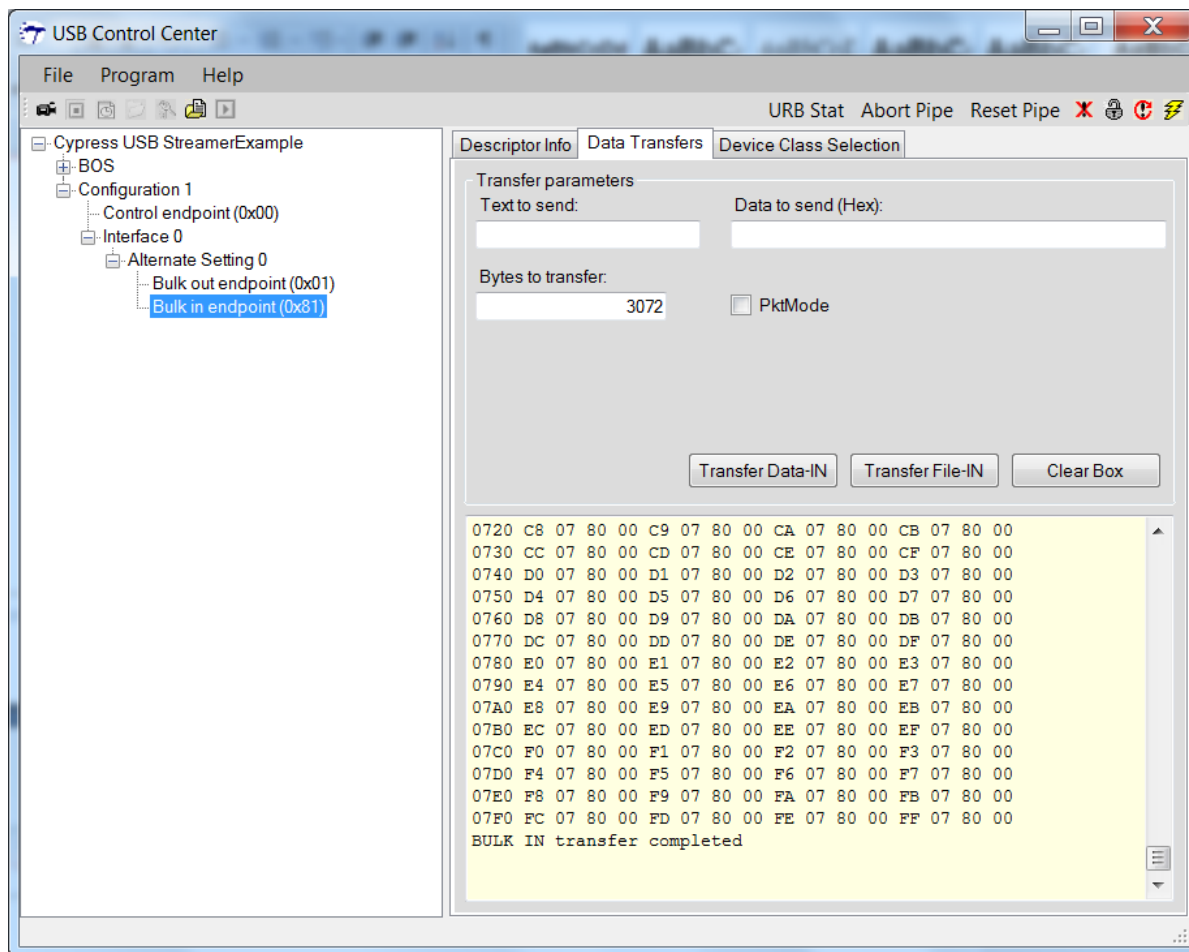 USB Control Center
File Program Help
URB Stat Abort Pipe Reset Pipe
Cypress USB StreamerExample
BOS
Configuration 1
Control endpoint (0x00)
Interface 0
Alternate Setting 0
Bulk out endpoint (0x01)
Bulk in endpoint (0x81)
Descriptor Info Data Transfers Device Class Selection
Transfer parameters
Text to send: Data to send (Hex):
Bytes to transfer:
3072 PktMode
Transfer Data-IN Transfer File-IN Clear Box
0720 C8 07 80 00 C9 07 80 00 CA 07 80 00 CB 07 80 00
0730 CC 07 80 00 CD 07 80 00 CE 07 80 00 CF 07 80 00
0740 D0 07 80 00 D1 07 80 00 D2 07 80 00 D3 07 80 00
0750 D4 07 80 00 D5 07 80 00 D6 07 80 00 D7 07 80 00
0760 D8 07 80 00 D9 07 80 00 DA 07 80 00 DB 07 80 00
0770 DC 07 80 00 DD 07 80 00 DE 07 80 00 DF 07 80 00
0780 E0 07 80 00 E1 07 80 00 E2 07 80 00 E3 07 80 00
0790 E4 07 80 00 E5 07 80 00 E6 07 80 00 E7 07 80 00
07A0 E8 07 80 00 E9 07 80 00 EA 07 80 00 EB 07 80 00
07B0 EC 07 80 00 ED 07 80 00 EE 07 80 00 EF 07 80 00
07C0 F0 07 80 00 F1 07 80 00 F2 07 80 00 F3 07 80 00
07D0 F4 07 80 00 F5 07 80 00 F6 07 80 00 F7 07 80 00
07E0 F8 07 80 00 F9 07 80 00 FA 07 80 00 FB 07 80 00
07F0 FC 07 80 00 FD 07 80 00 FE 07 80 00 FF 07 80 00
BULK IN transfer completed